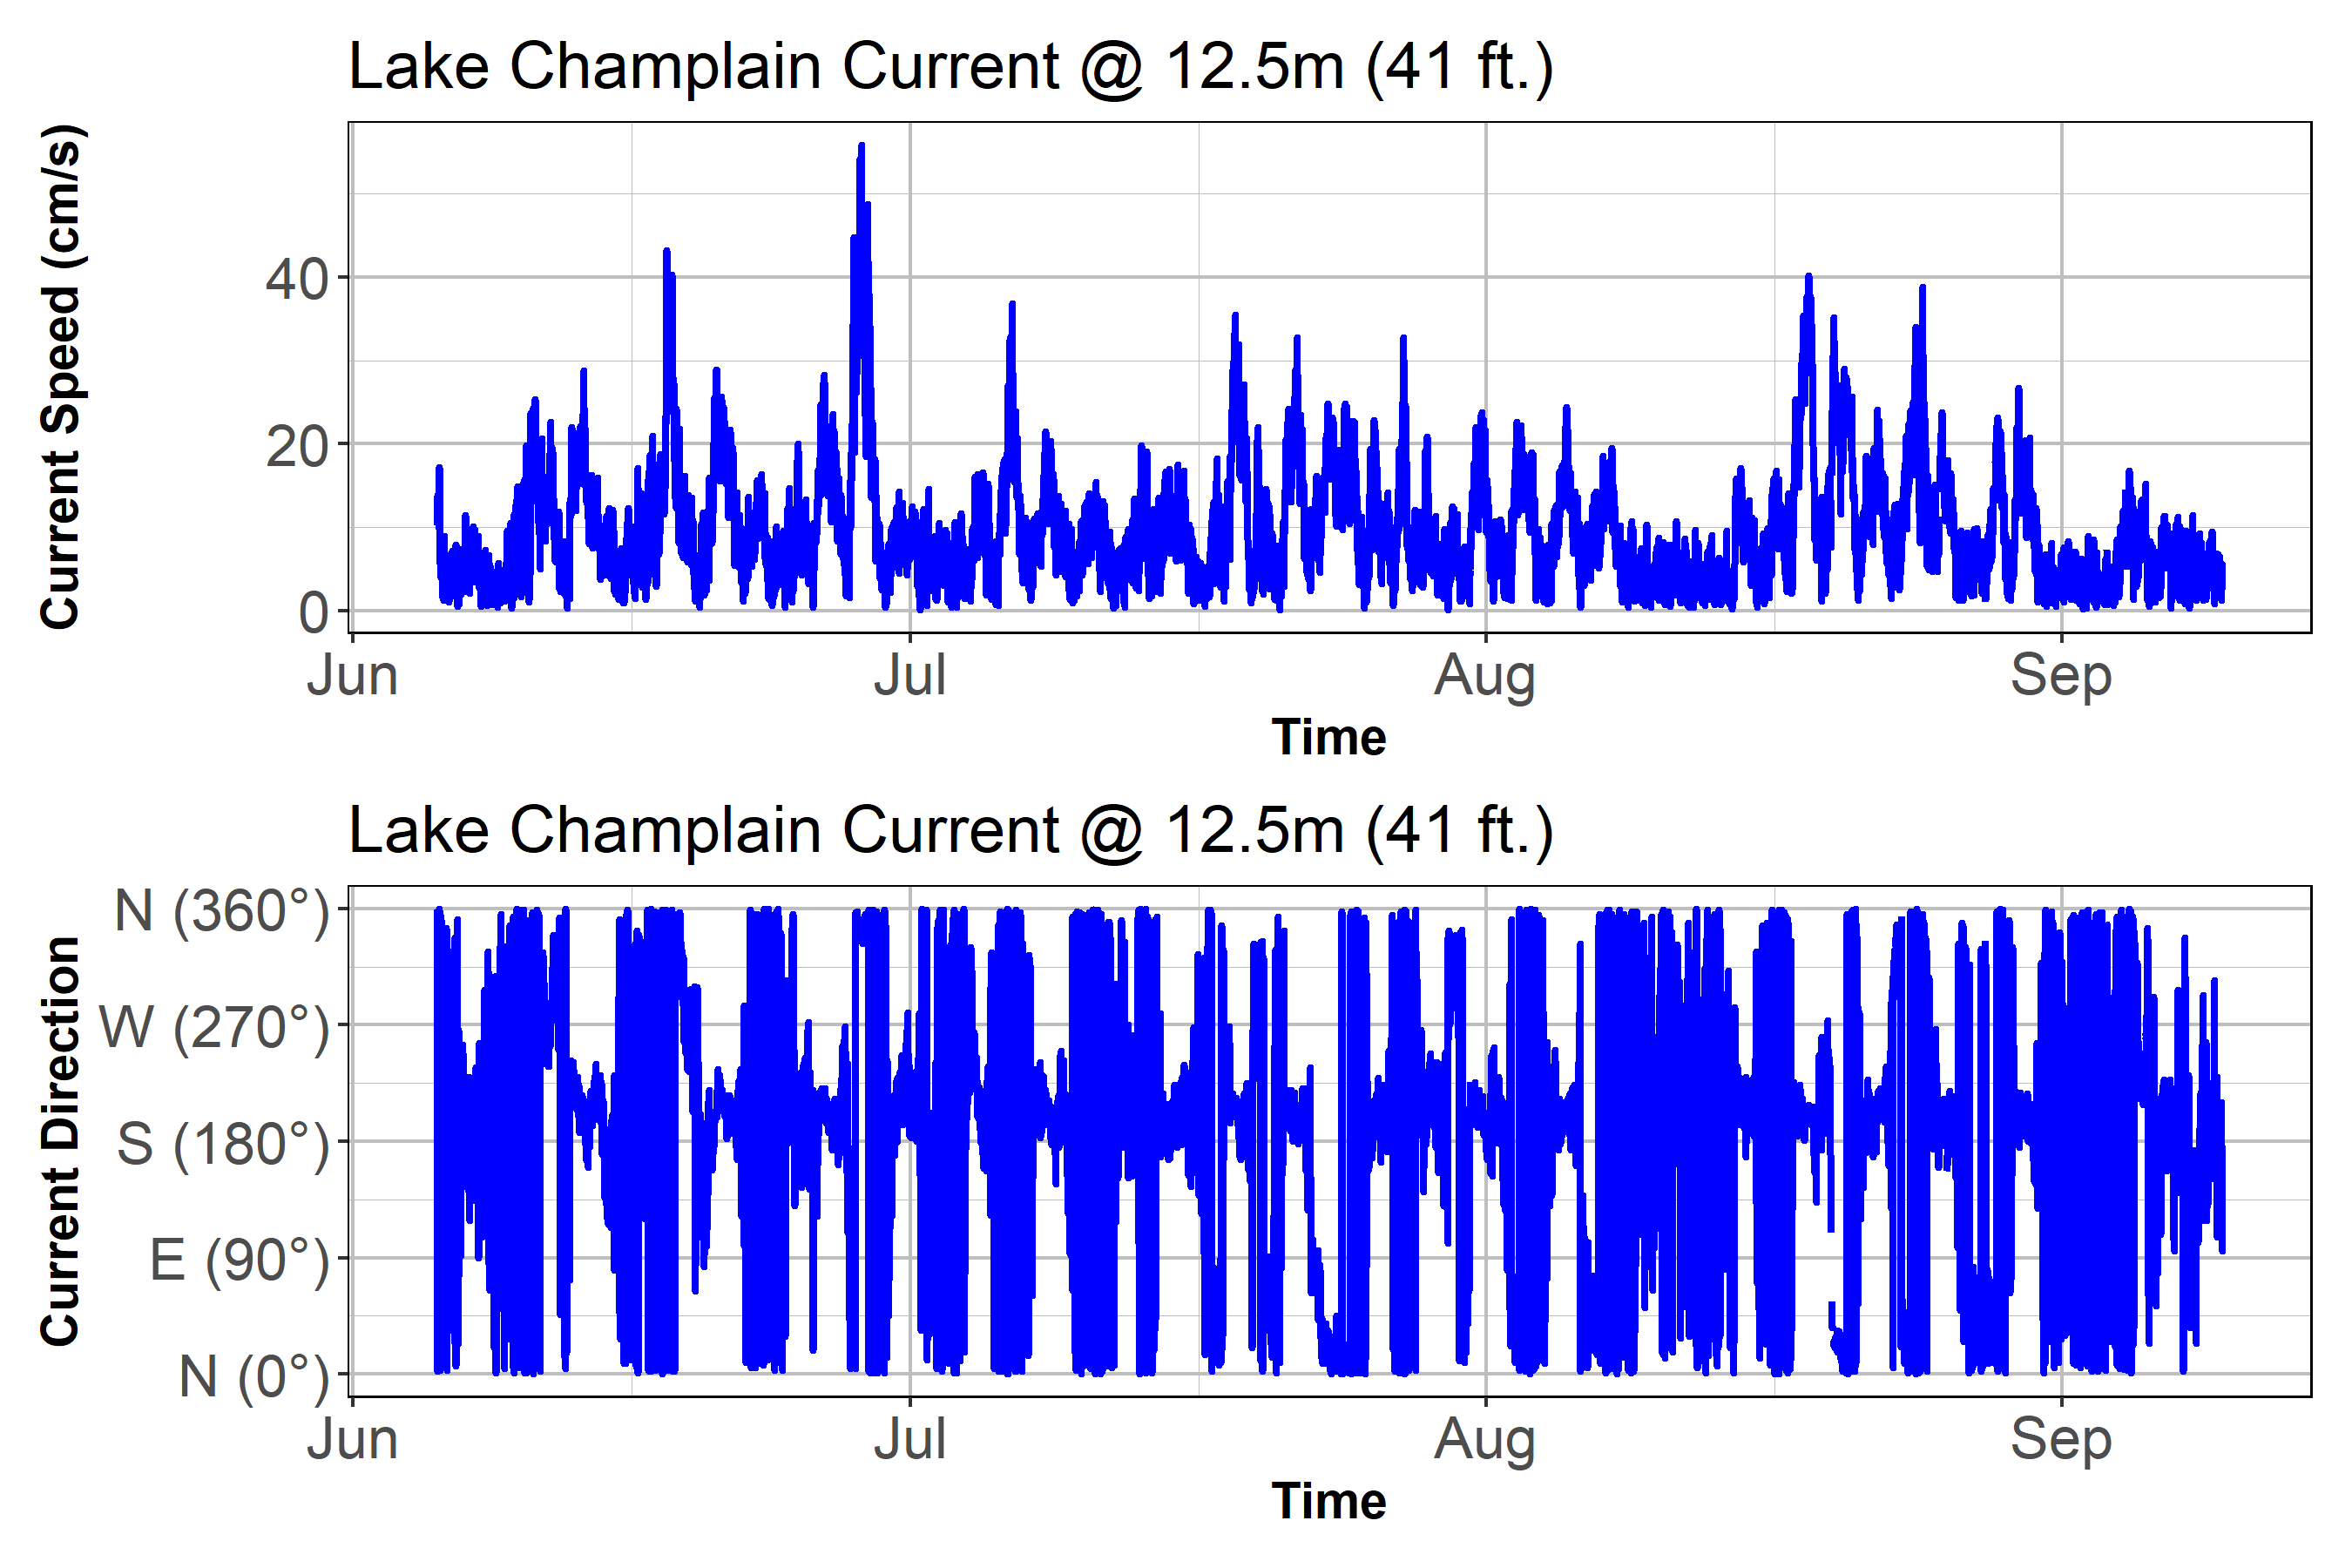 Lake Champlain Current @ 12.5m (41 ft.)
Current Speed (cm/s)
40
20
0
Jun Jul Aug Sep
Time
Lake Champlain Current @ 12.5m (41 ft.)
Current Direction
N (360°)
W (270°)
S (180°)
E (90°)
N (0°)
Jun Jul Aug Sep
Time